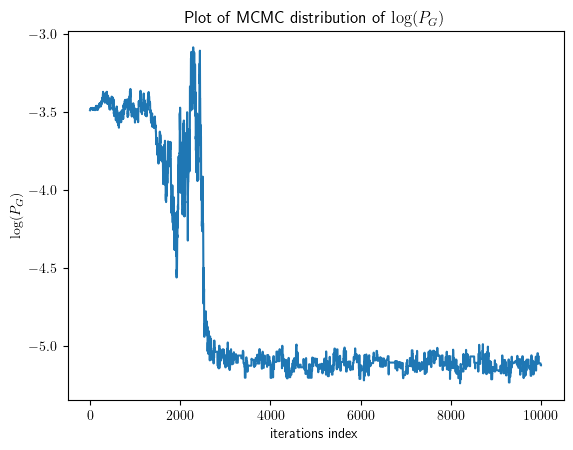 Plot of MCMC distribution of log(P_G)
−3.0
−3.5
−4.0
−4.5
−5.0
log(P_G)
0 2000 4000 6000 8000 10000
iterations index